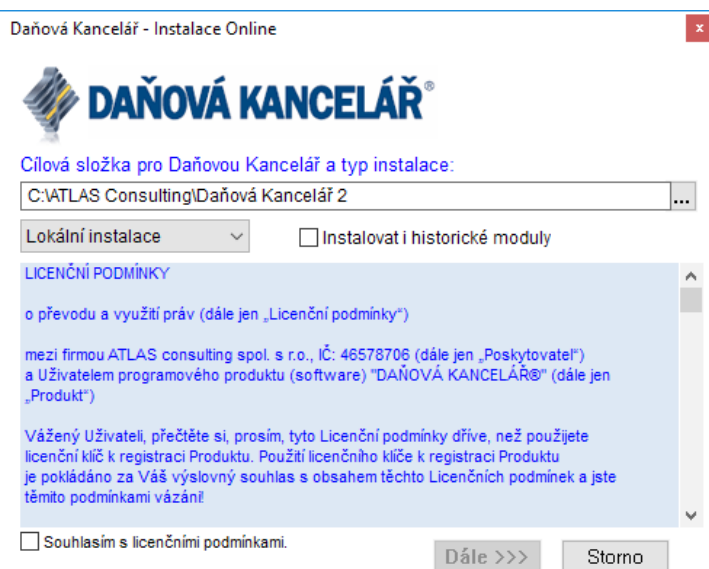 Daňová Kancelář - Instalace Online
x
DAŇOVÁ KANCELÁŘ®
Cílová složka pro Daňovou Kancelář a typ instalace:
C:\ATLAS Consulting\Daňová Kancelář 2
...
Lokální instalace
Instalovat i historické moduly
LICENČNÍ PODMÍNKY
o převodu a využití práv (dále jen „Licenční podmínky“)
mezi firmou ATLAS consulting spol. s r.o., IČ: 46578706 (dále jen „Poskytovatel“)
a Uživatelem programového produktu (software) "DAŇOVÁ KANCELÁŘ®" (dále jen
„Produkt“)
Vážený Uživateli, přečtěte si, prosím, tyto Licenční podmínky dříve, než použijete
licenční klíč k registraci Produktu. Použití licenčního klíče k registraci Produktu
je pokládáno za Váš výslovný souhlas s obsahem těchto Licenčních podmínek a jste
těmito podmínkami vázáni!
Souhlasím s licenčními podmínkami.
Dále >>>
Storno